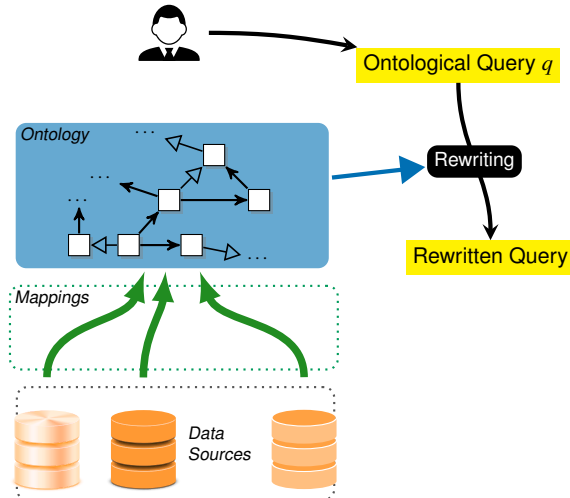 Ontological Query q
Ontology
. . .
Rewriting
. . .
. . .
Rewritten Query
. . .
Mappings
Data
Sources